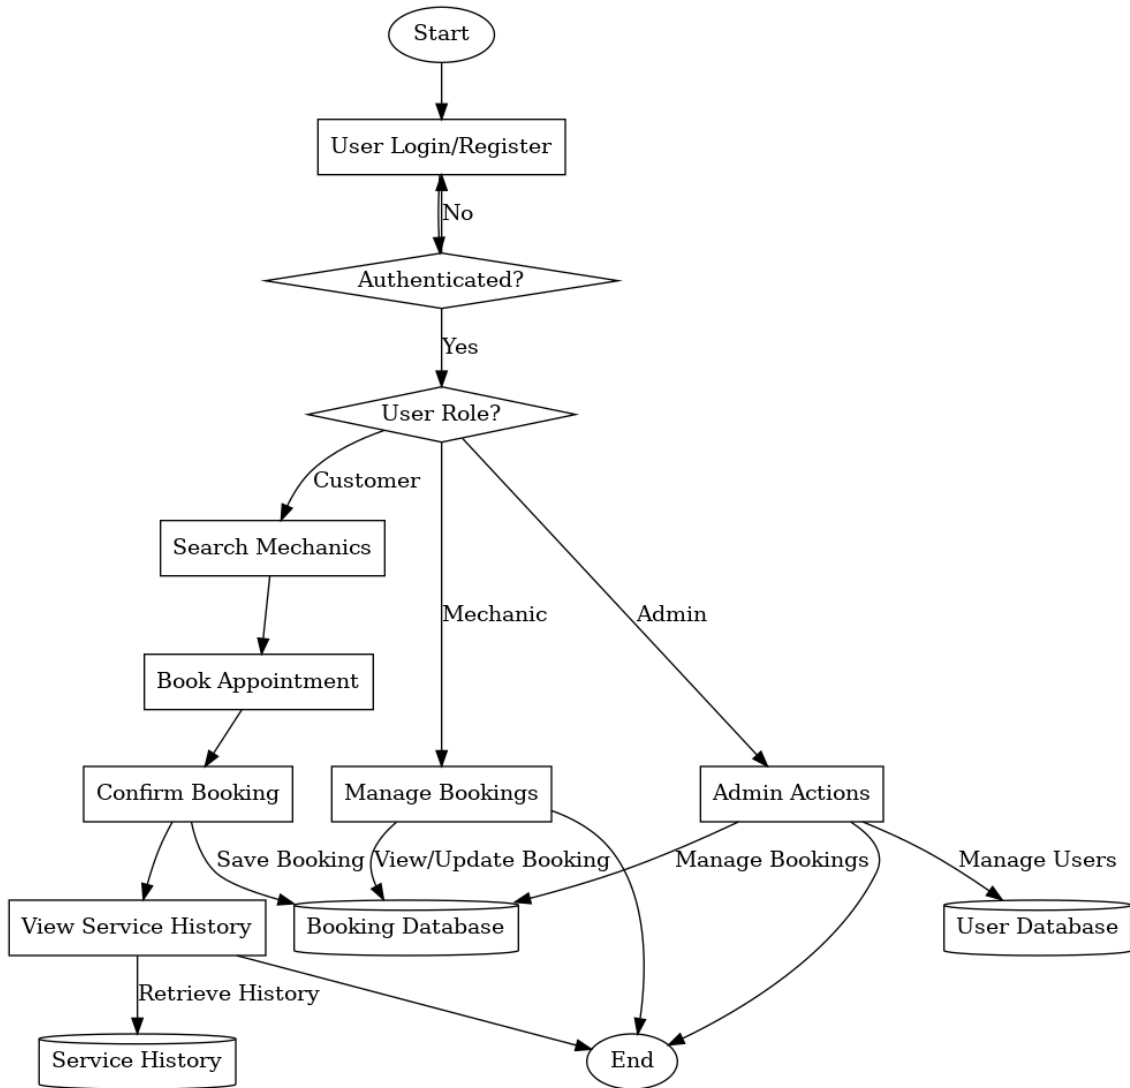 Start
User Login/Register
No
Authenticated?
Yes
User Role?
Customer
Search Mechanics
Mechanic
Admin
Book Appointment
Confirm Booking
Manage Bookings
Admin Actions
Save Booking
View/Update Booking
Manage Bookings
Manage Users
View Service History
Booking Database
User Database
Retrieve History
Service History
End